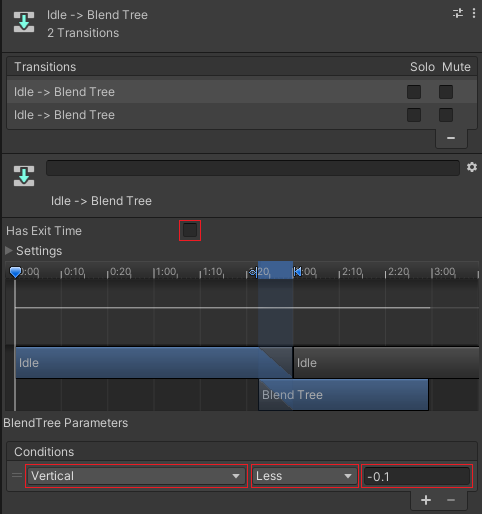 Idle -> Blend Tree
2 Transitions
Transitions Solo Mute
Idle -> Blend Tree
Idle -> Blend Tree
Idle -> Blend Tree
Has Exit Time
Settings
0:00 0:10 0:20 1:00 1:10 1:20 2:00 2:10 2:20 3:00
Idle Idle
Blend Tree
BlendTree Parameters
Conditions
Vertical Less -0.1